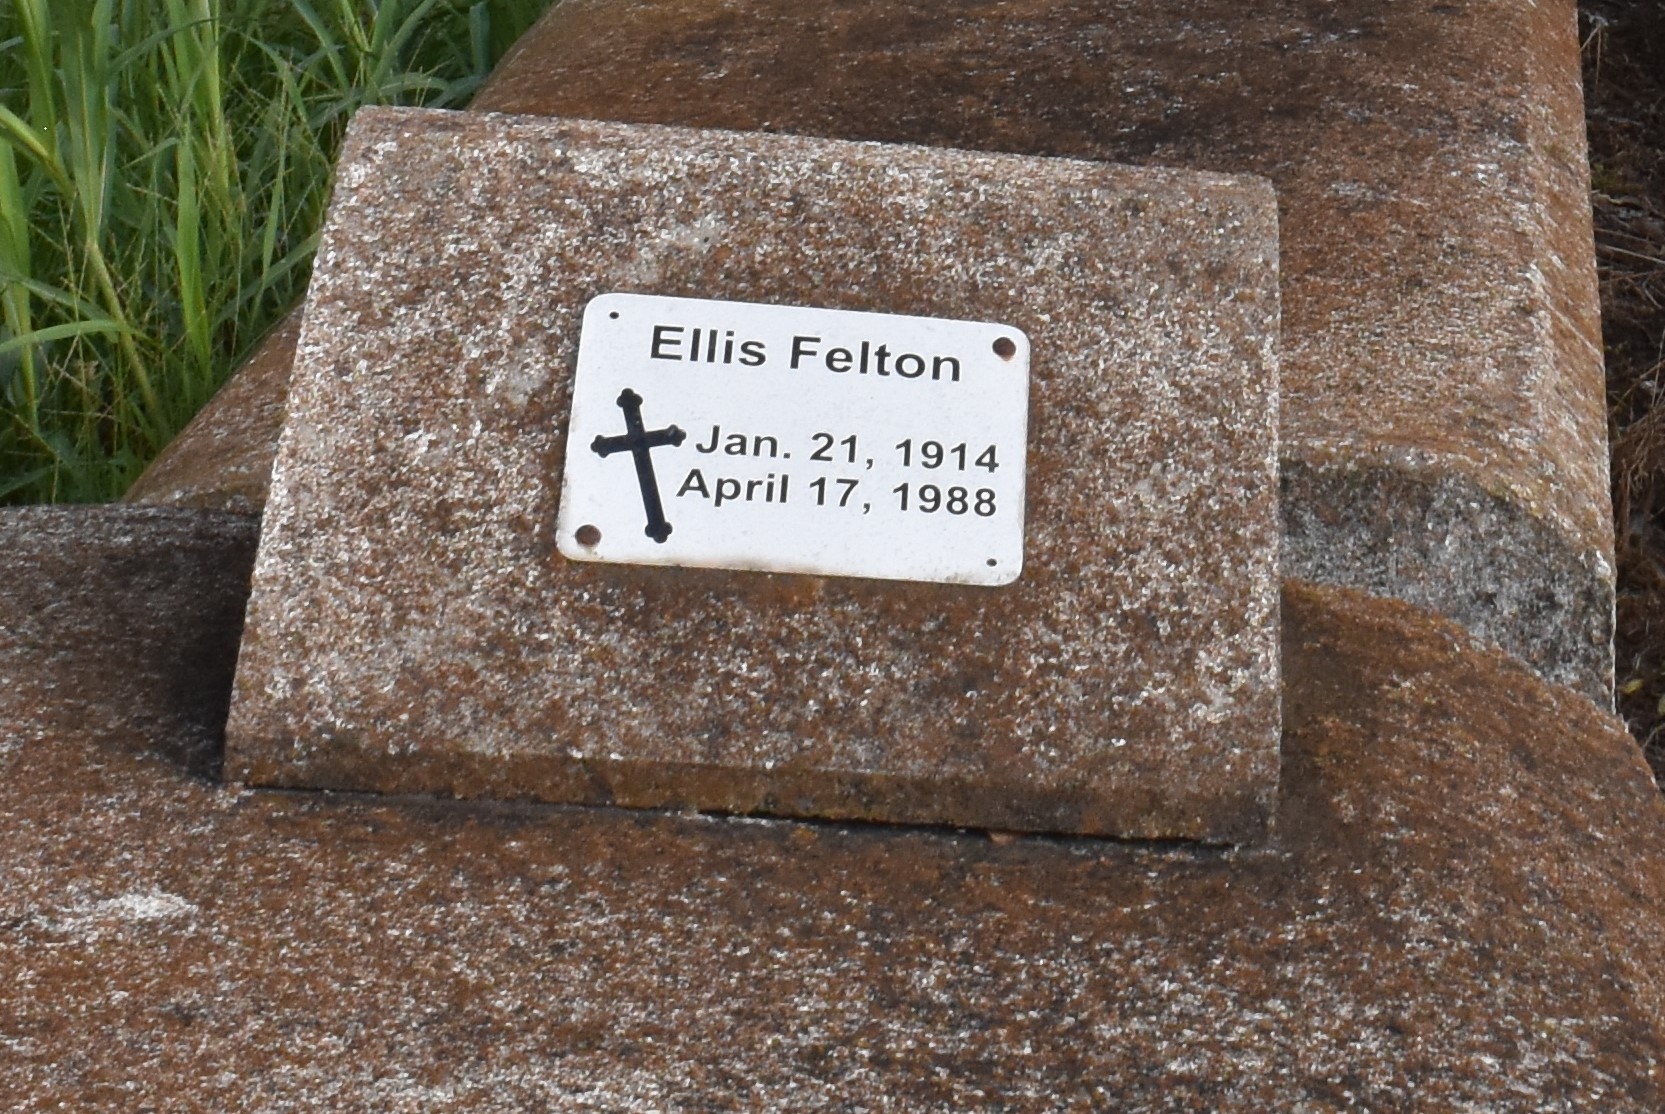 Ellis Felton
Jan. 21, 1914
April 17, 1988